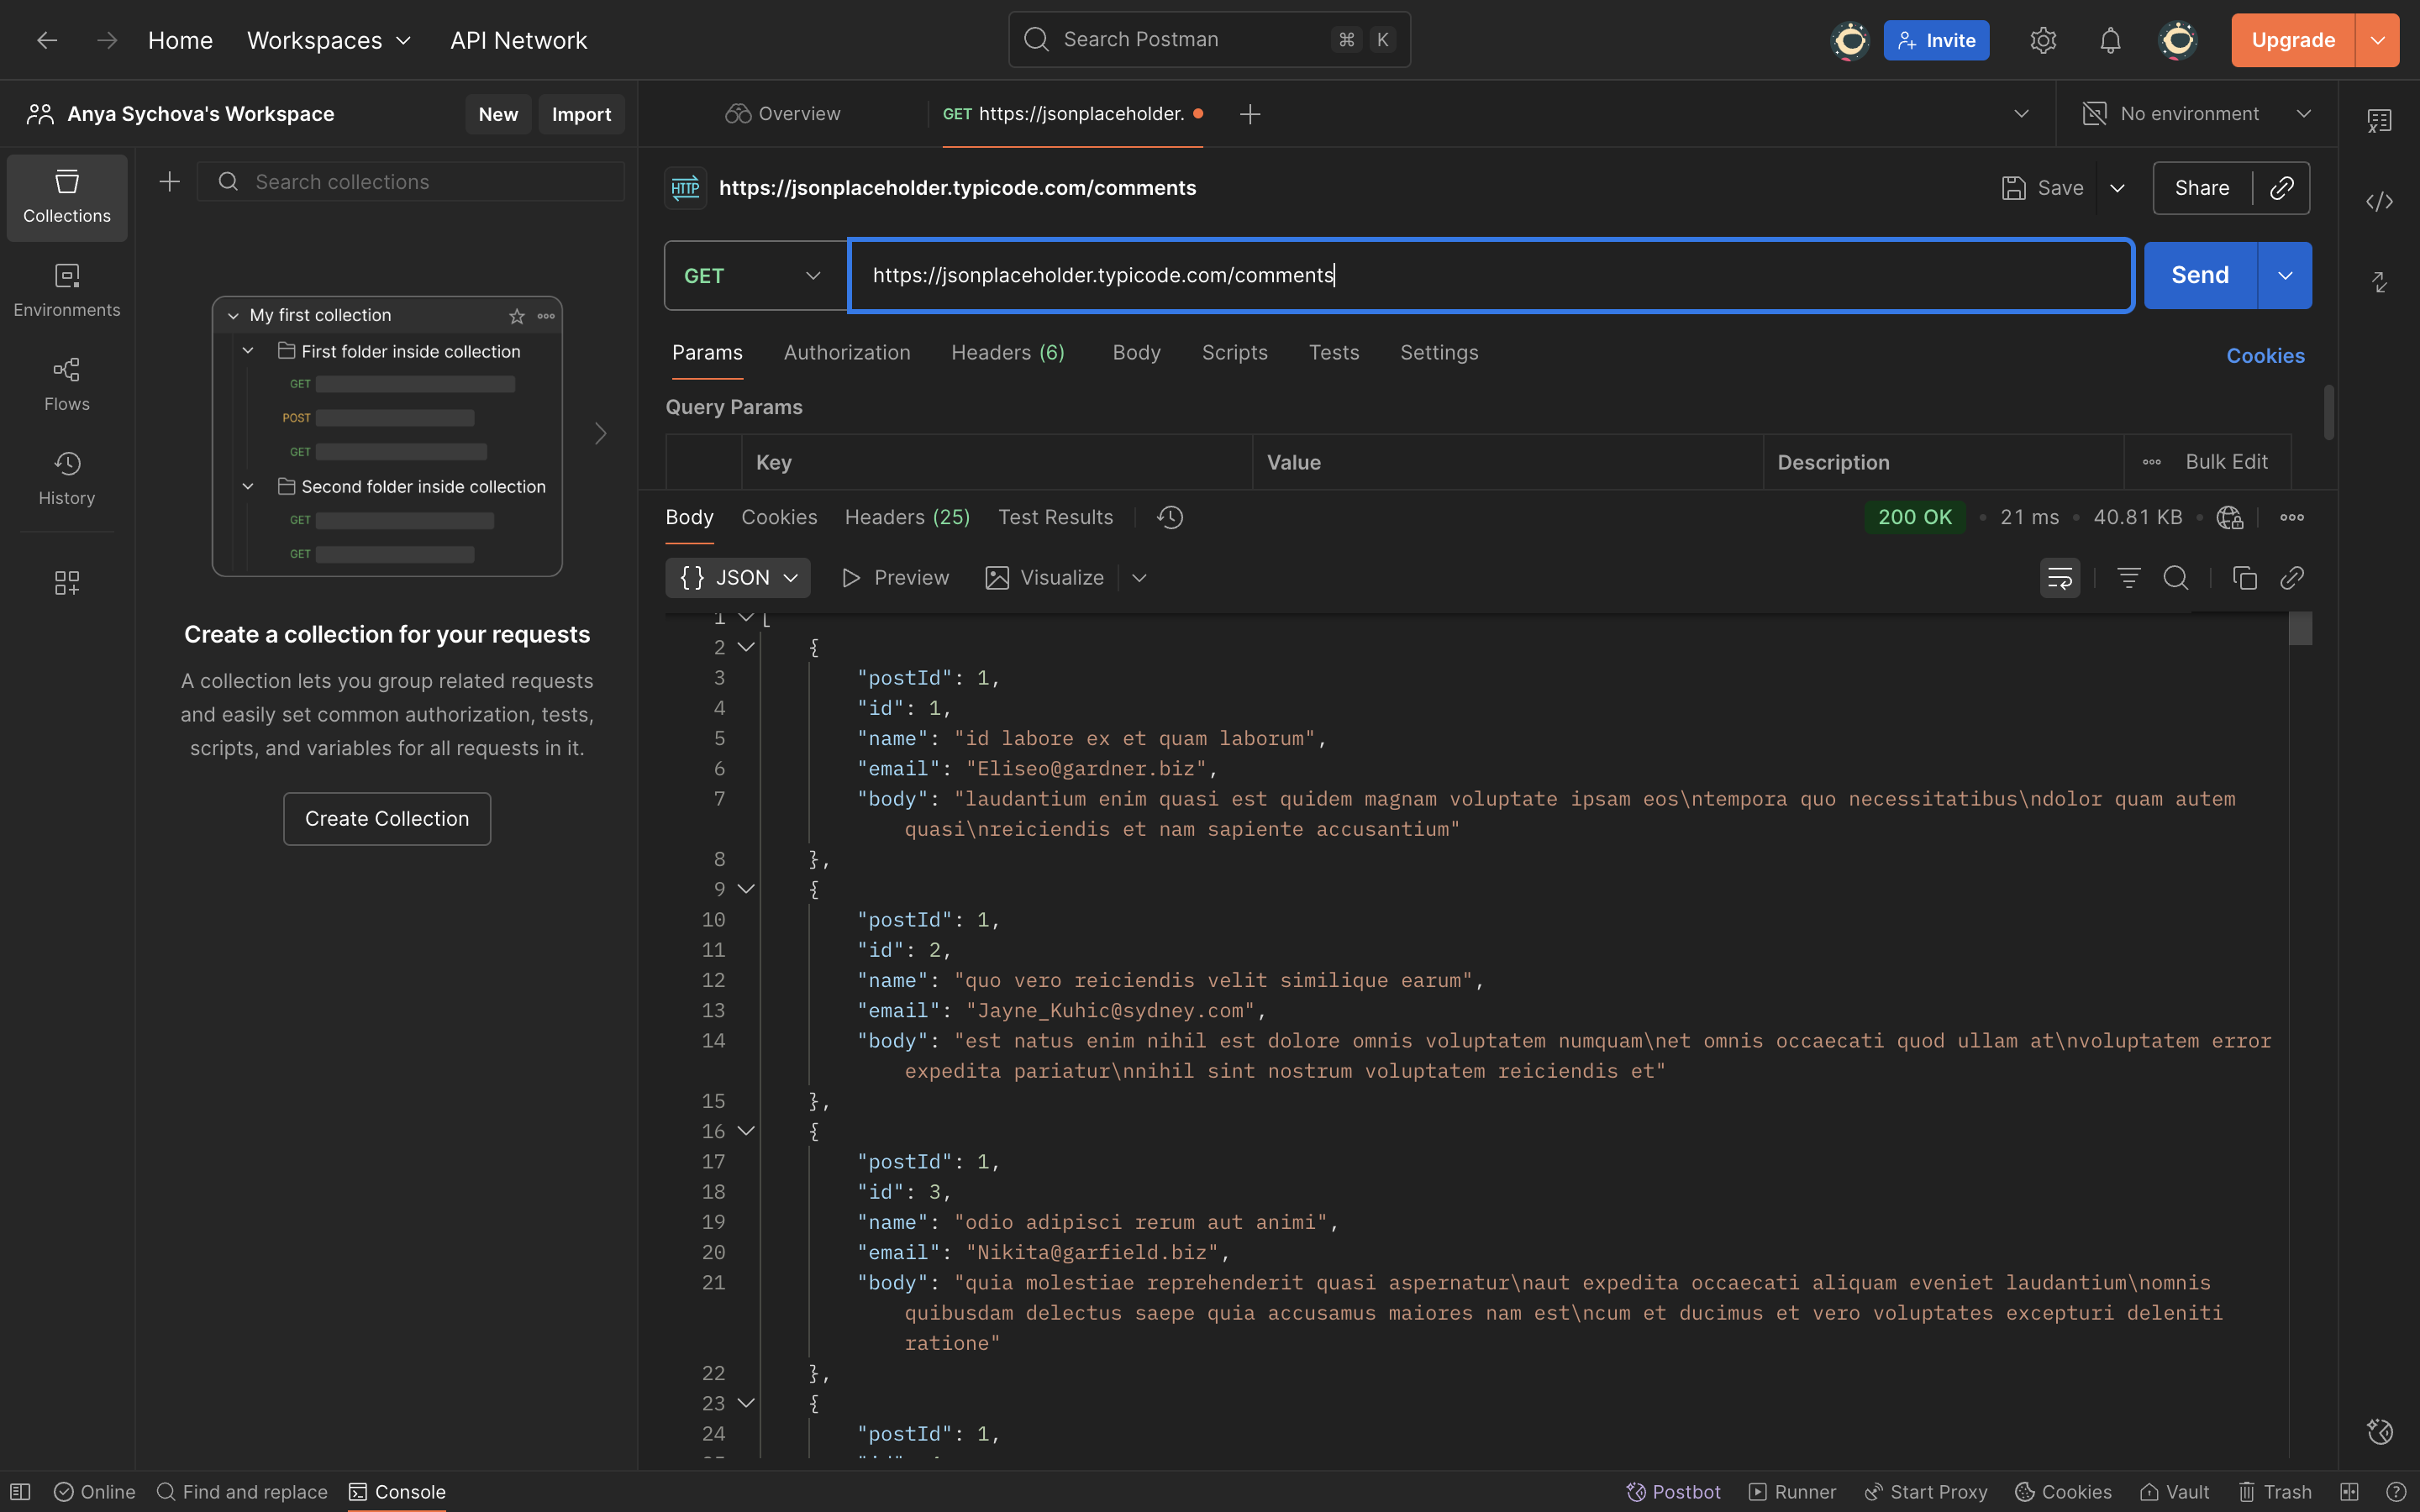 Home Workspaces API Network Search Postman ⌘ K Invite Upgrade
Anya Sychova's Workspace New Import Overview GET https://jsonplaceholder. No environment
Search collections
Collections
Environments
Flows
History
My first collection
First folder inside collection
GET
POST
GET
Second folder inside collection
GET
GET
Create a collection for your requests
A collection lets you group related requests
and easily set common authorization, tests,
scripts, and variables for all requests in it.
Create Collection
HTTP https://jsonplaceholder.typicode.com/comments Save Share
GET https://jsonplaceholder.typicode.com/comments Send
Params Authorization Headers (6) Body Scripts Tests Settings Cookies
Query Params
Key Value Description Bulk Edit
Body Cookies Headers (25) Test Results 200 OK • 21 ms • 40.81 KB
{} JSON Preview Visualize
1 [
2 {
3 "postId": 1,
4 "id": 1,
5 "name": "id labore ex et quam laborum",
6 "email": "Eliseo@gardner.biz",
7 "body": "laudantium enim quasi est quidem magnam voluptate ipsam eos\ntempora quo necessitatibus\ndolor quam autem
quasi\nreiciendis et nam sapiente accusantium"
8 },
9 {
10 "postId": 1,
11 "id": 2,
12 "name": "quo vero reiciendis velit similique earum",
13 "email": "Jayne_Kuhic@sydney.com",
14 "body": "est natus enim nihil est dolore omnis voluptatem numquam\net omnis occaecati quod ullam at\nvoluptatem error
expedita pariatur\nnihil sint nostrum voluptatem reiciendis et"
15 },
16 {
17 "postId": 1,
18 "id": 3,
19 "name": "odio adipisci rerum aut animi",
20 "email": "Nikita@garfield.biz",
21 "body": "quia molestiae reprehenderit quasi aspernatur\naut expedita occaecati aliquam eveniet laudantium\nomnis
quibusdam delectus saepe quia accusamus maiores nam est\ncum et ducimus et vero voluptates excepturi deleniti
ratione"
22 },
23 {
24 "postId": 1,
Online Find and replace Console Postbot Runner Start Proxy Cookies Vault Trash